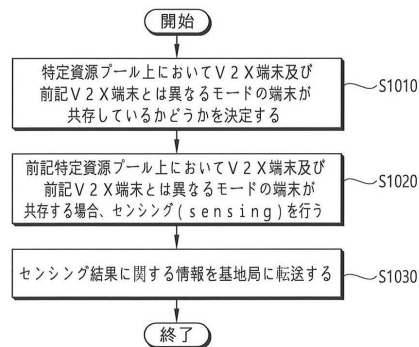 開始
特定資源プール上においてＶ２Ｘ端末及び
前記Ｖ２Ｘ端末とは異なるモードの端末が
共存しているかどうかを決定する
S1010
前記特定資源プール上においてＶ２Ｘ端末及び
前記Ｖ２Ｘ端末とは異なるモードの端末が
共存する場合、センシング(ｓｅｎｓｉｎｇ)を行う
S1020
センシング結果に関する情報を基地局に転送する
S1030
終了